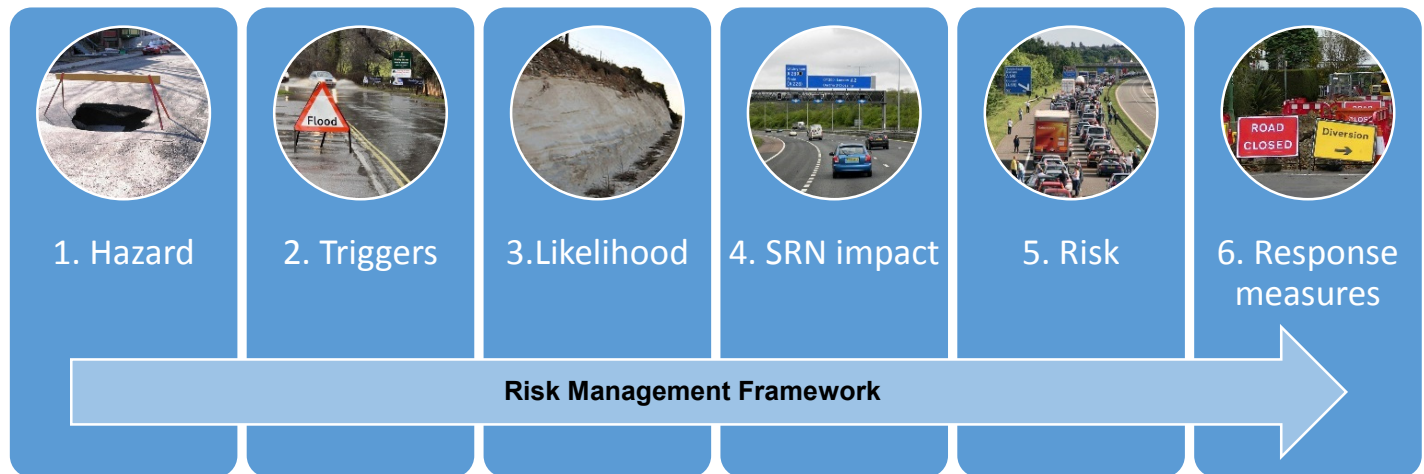 Flood
ROAD
CLOSED
Diversion
1. Hazard
2. Triggers
3.Likelihood
4. SRN impact
5. Risk
6. Response
measures
Risk Management Framework